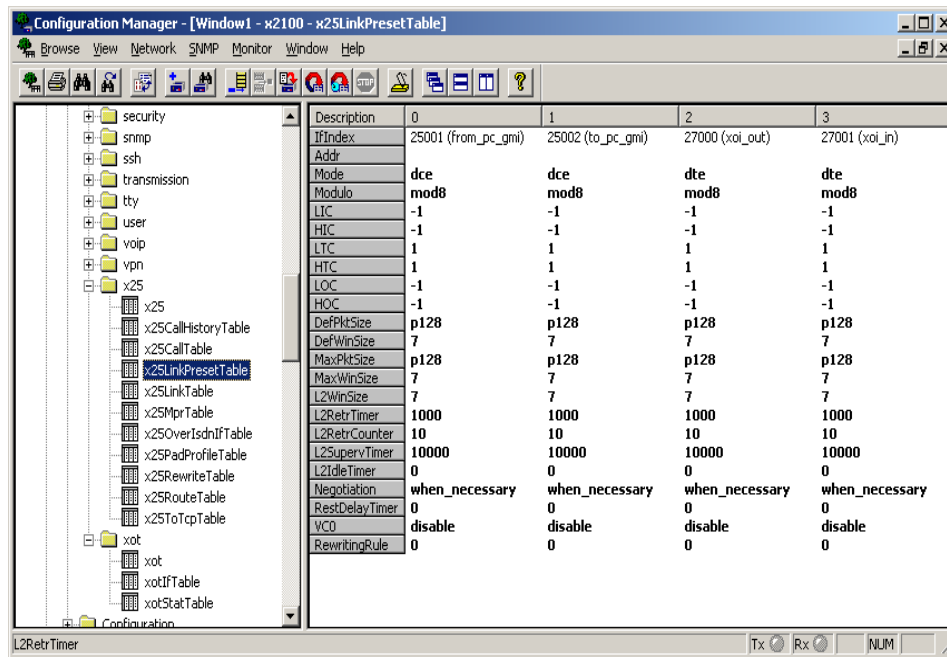 Configuration Manager - [Window1 - x2100 - x25LinkPresetTable]
Browse View Network SNMP Monitor Window Help
security
snmp
ssh
transmission
tty
user
voip
vpn
x25
x25
x25CallHistoryTable
x25CallTable
x25LinkPresetTable
x25LinkTable
x25MprTable
x25OverIsdnIfTable
x25PadProfileTable
x25RewriteTable
x25RouteTable
x25ToTcpTable
xot
xot
xotIfTable
xotStatTable
Configuration
Description 0 1 2 3
IfIndex 25001 (from_pc_gmi) 25002 (to_pc_gmi) 27000 (xoi_out) 27001 (xoi_in)
Addr
Mode dce dce dte dte
Modulo mod8 mod8 mod8 mod8
LIC -1 -1 -1 -1
HIC -1 -1 -1 -1
LTC 1 1 1 1
HTC 1 1 1 1
LOC -1 -1 -1 -1
HOC -1 -1 -1 -1
DefPktSize p128 p128 p128 p128
DefWinSize 7 7 7 7
MaxPktSize p128 p128 p128 p128
MaxWinSize 7 7 7 7
L2WinSize 7 7 7 7
L2RetrTimer 1000 1000 1000 1000
L2RetrCounter 10 10 10 10
L2SupervTimer 10000 10000 10000 10000
L2IdleTimer 0 0 0 0
Negotiation when_necessary when_necessary when_necessary when_necessary
RestDelayTimer 0 0 0 0
VC0 disable disable disable disable
RewritingRule 0 0 0 0
L2RetrTimer Tx Rx NUM